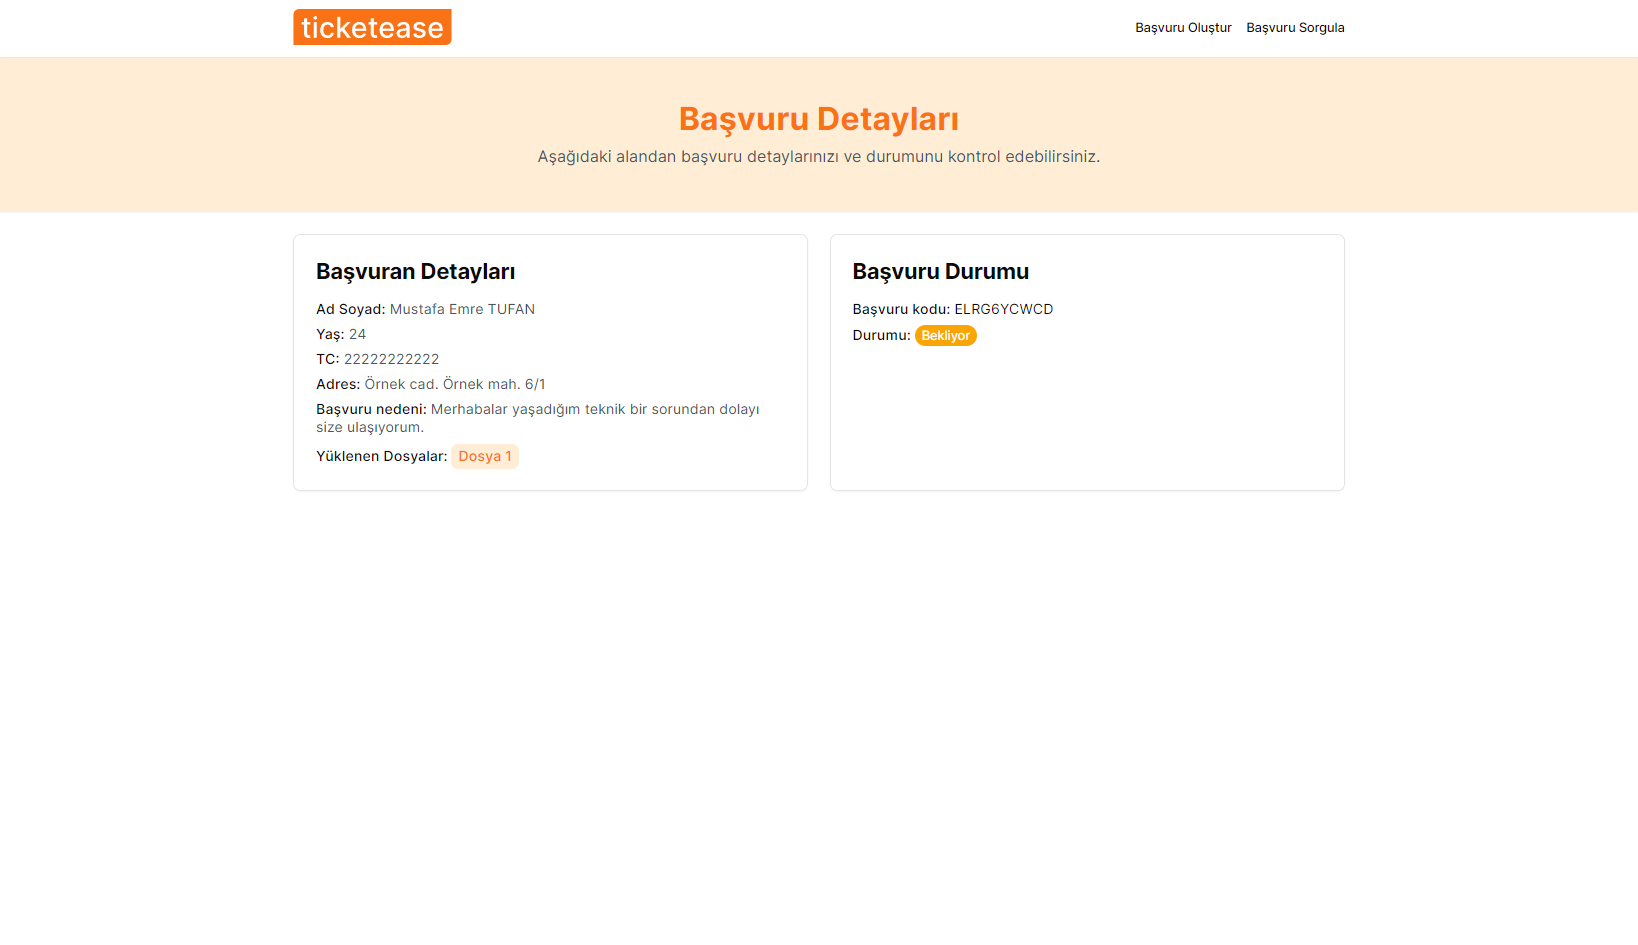 ticketease
Başvuru Oluştur Başvuru Sorgula
Başvuru Detayları
Aşağıdaki alandan başvuru detaylarınızı ve durumunu kontrol edebilirsiniz.
Başvuran Detayları
Ad Soyad: Mustafa Emre TUFAN
Yaş: 24
TC: 22222222222
Adres: Örnek cad. Örnek mah. 6/1
Başvuru nedeni: Merhabalar yaşadığım teknik bir sorundan dolayı
size ulaşıyorum.
Yüklenen Dosyalar: Dosya 1
Başvuru Durumu
Başvuru kodu: ELRG6YCWCD
Durumu: Bekliyor